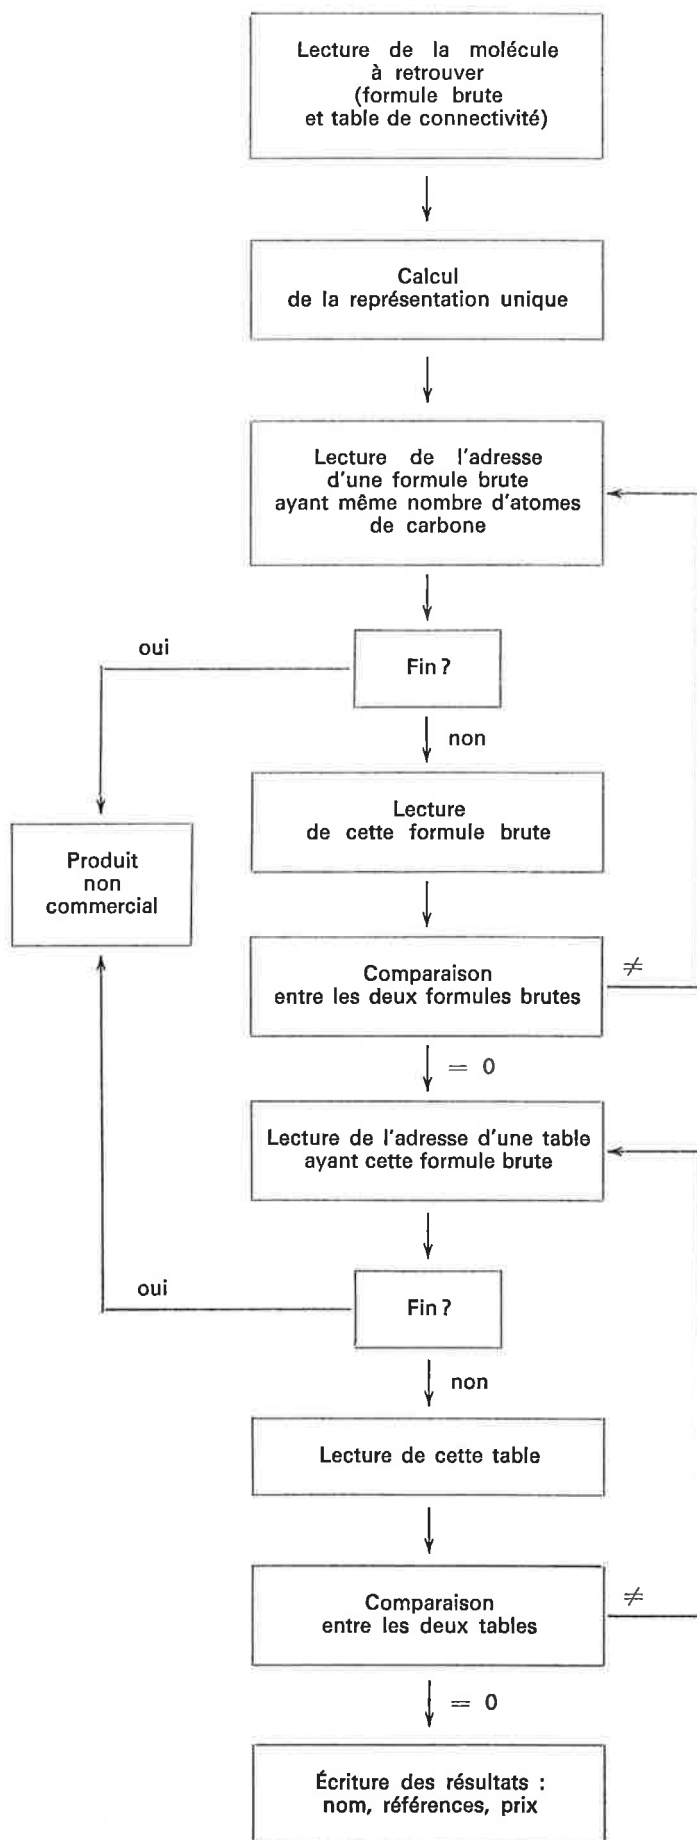 Lecture de la molécule
à retrouver
(formule brute
et table de connectivité)
Calcul
de la représentation unique
Lecture de l'adresse
d'une formule brute
ayant même nombre d'atomes
de carbone
oui
Fin ?
non
Lecture
de cette formule brute
Produit
non
commercial
Comparaison
entre les deux formules brutes
≠
= 0
Lecture de l'adresse d'une table
ayant cette formule brute
oui
Fin ?
non
Lecture de cette table
Comparaison
entre les deux tables
≠
= 0
Écriture des résultats :
nom, références, prix